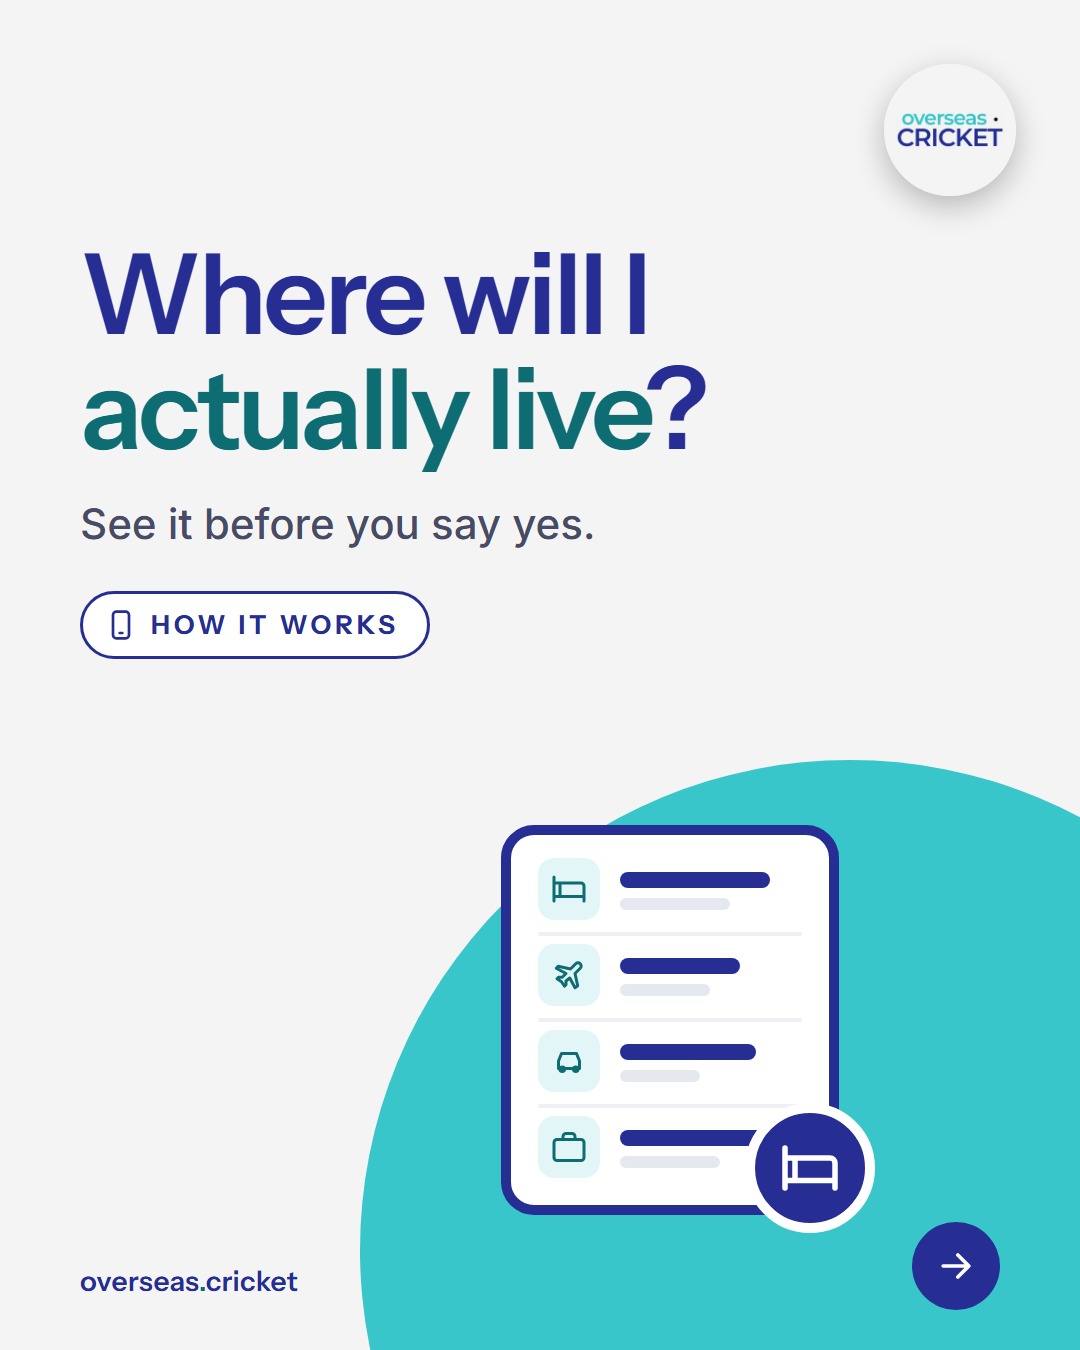 overseas ·
CRICKET
Where will I
actually live?
See it before you say yes.
HOW IT WORKS
overseas.cricket